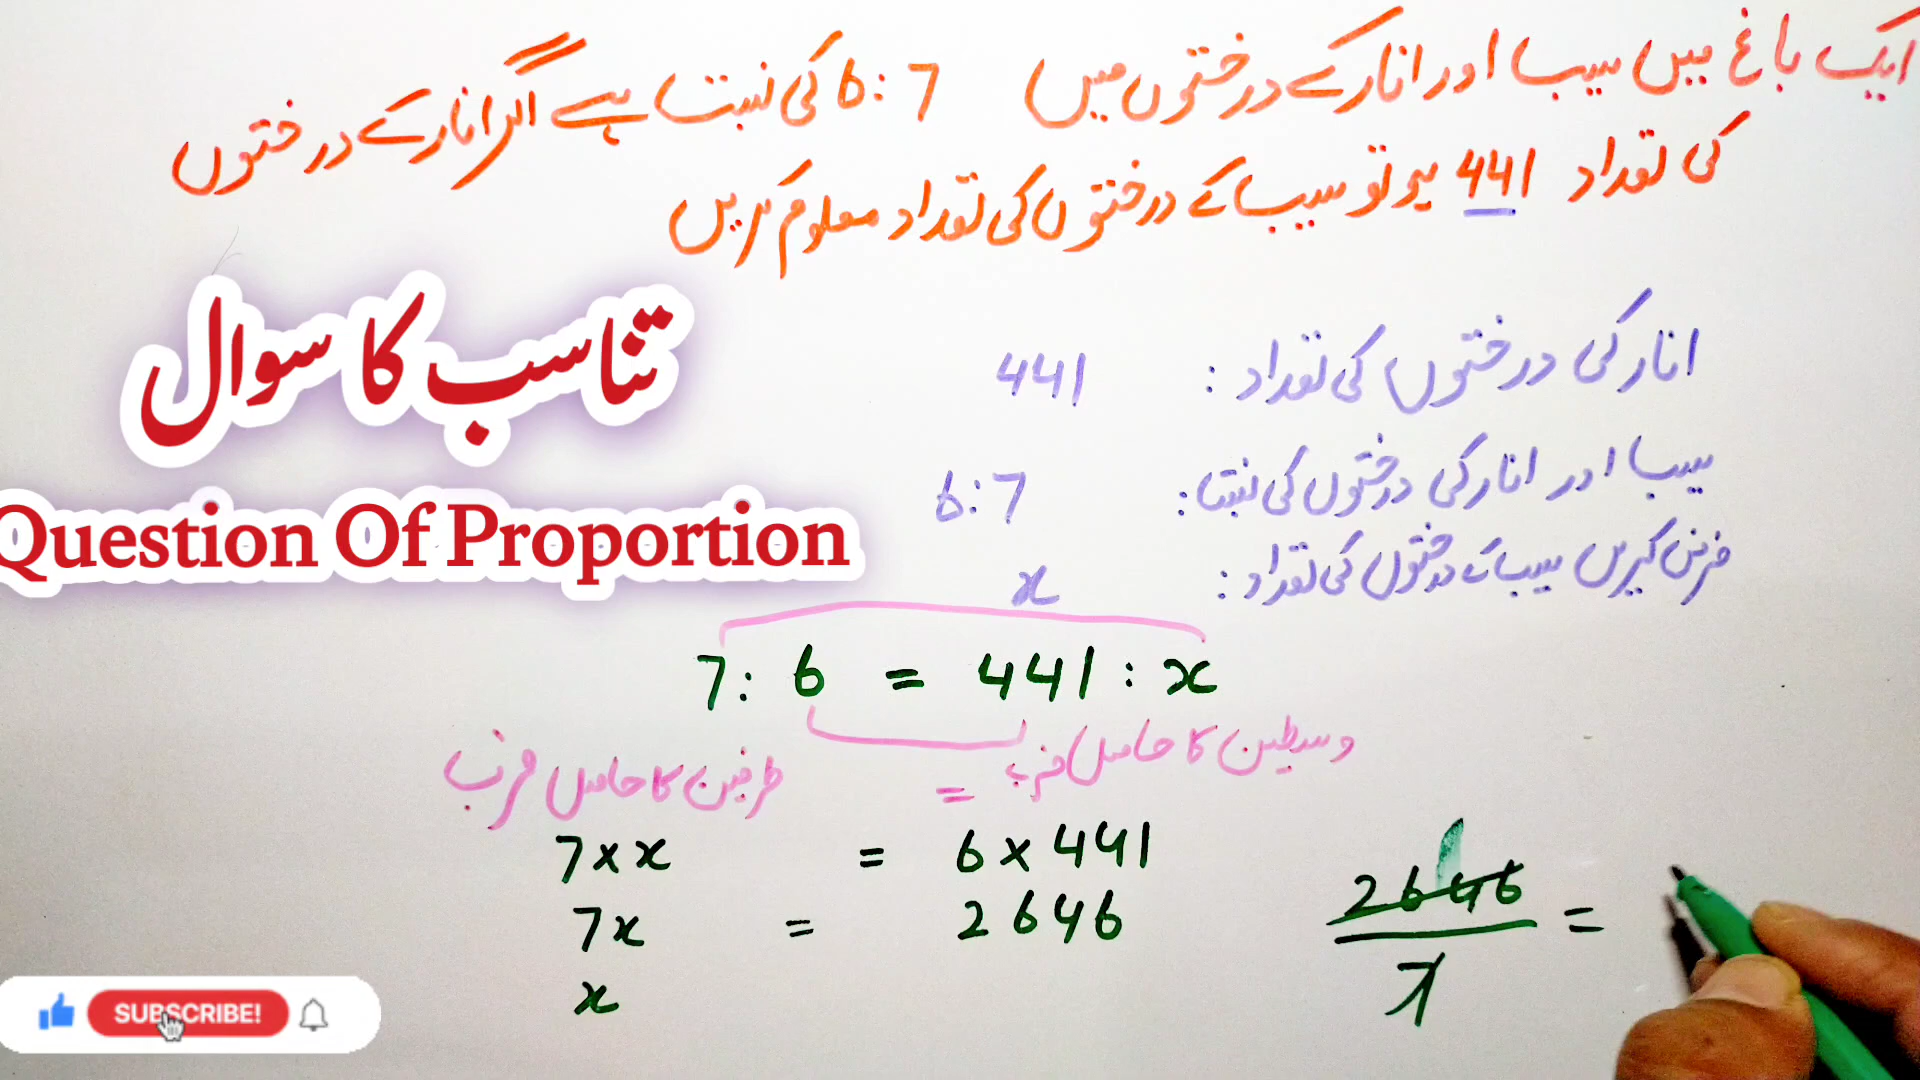 ایک باغ میں سیب اور انار کے درختوں میں 6:7 کی نسبت ہے اگر انار کے درختوں
کی تعداد 441 ہو تو سیب کے درختوں کی تعداد معلوم کریں
تناسب کا سوال
Question Of Proportion
انار کی درختوں کی تعداد : 441
سیب اور انار کی درختوں کی نسبت : 6:7
فرض کریں سیب کے درختوں کی تعداد : x
7 : 6 = 441 : x
طرفین کا حاصل ضرب = وسطین کا حاصل ضرب
7 × x = 6 × 441
7x = 2646
x
2646
7
=
SUBSCRIBE!